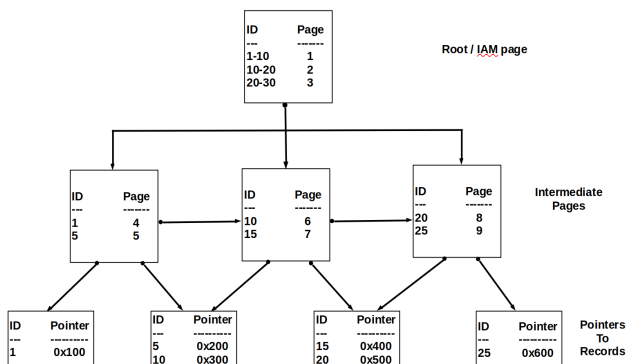 ID Page
--- -------
1-10 1
10-20 2
20-30 3
Root / IAM page
ID Page
--- -------
1 4
5 5
ID Page
--- -------
10 6
15 7
ID Page
--- -------
20 8
25 9
Intermediate
Pages
ID Pointer
--- ----------
1 0x100
ID Pointer
--- ----------
5 0x200
10 0x300
ID Pointer
--- ----------
15 0x400
20 0x500
ID Pointer
--- ----------
25 0x600
Pointers
To
Records